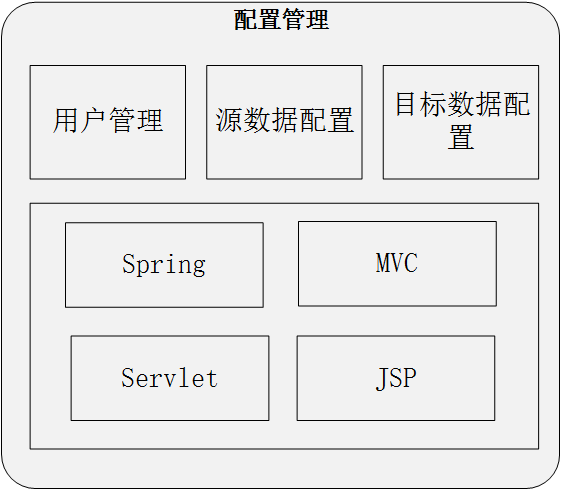 配置管理
用户管理
源数据配置
目标数据配
置
Spring
MVC
Servlet
JSP